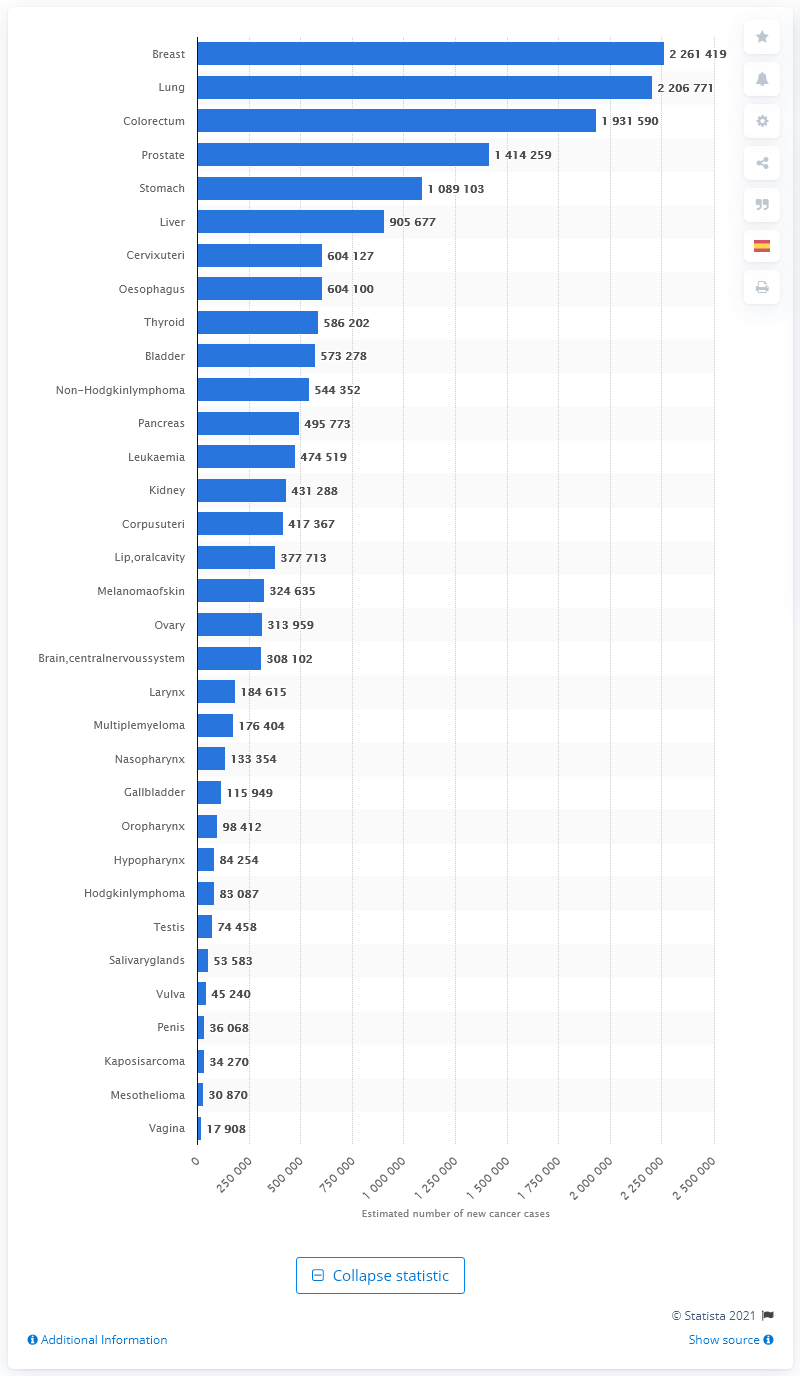 Breast 2 261 419
Lung 2 206 771
Colorectum 1 931 590
Prostate 1 414 259
Stomach 1 089 103
Liver 905 677
Cervixuteri 604 127
Oesophagus 604 100
Thyroid 586 202
Bladder 573 278
Non-Hodgkinlymphoma 544 352
Pancreas 495 773
Leukaemia 474 519
Kidney 431 288
Corpusuteri 417 367
Lip,oralcavity 377 713
Melanomaofskin 324 635
Ovary 313 959
Brain,centralnervoussystem 308 102
Larynx 184 615
Multiplemyeloma 176 404
Nasopharynx 133 354
Gallbladder 115 949
Oropharynx 98 412
Hypopharynx 84 254
Hodgkinlymphoma 83 087
Testis 74 458
Salivaryglands 53 583
Vulva 45 240
Penis 36 068
Kaposisarcoma 34 270
Mesothelioma 30 870
Vagina 17 908
0 250 000 500 000 750 000 1 000 000 1 250 000 1 500 000 1 750 000 2 000 000 2 250 000 2 500 000
Estimated number of new cancer cases
Collapse statistic
© Statista 2021
Additional Information Show source